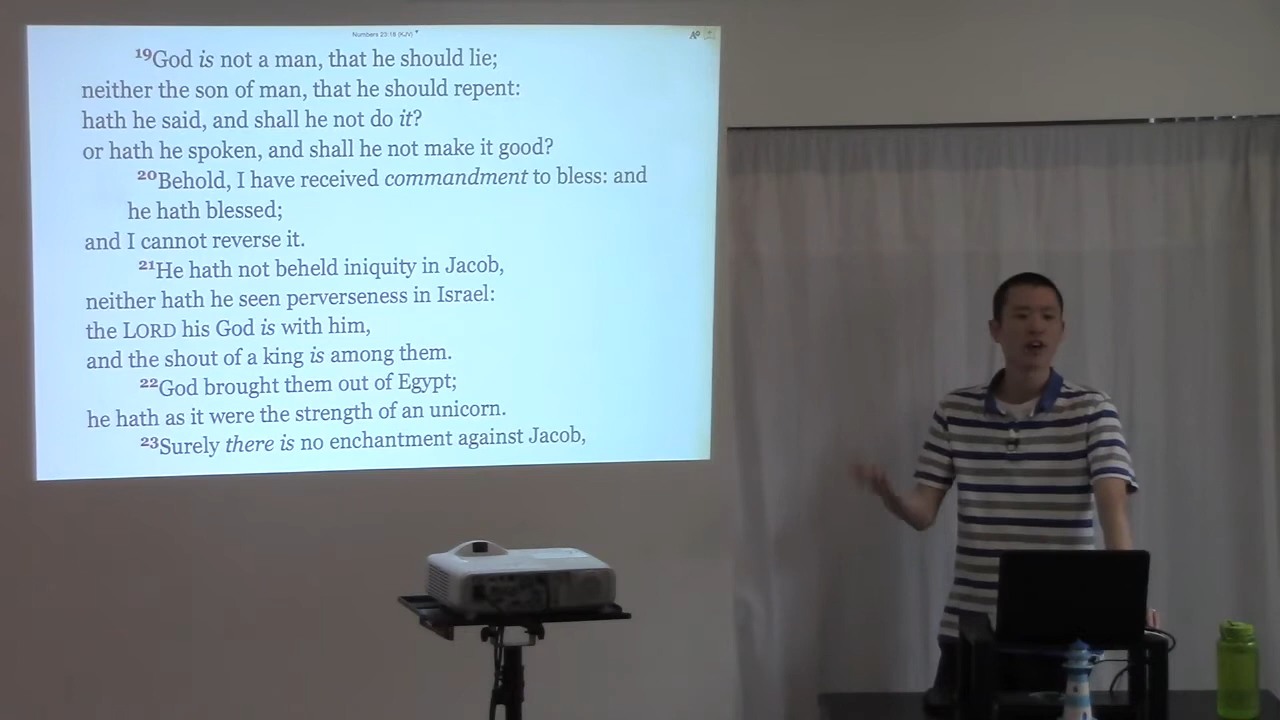 Numbers 23:18 (KJV)
19God is not a man, that he should lie;
neither the son of man, that he should repent:
hath he said, and shall he not do it?
or hath he spoken, and shall he not make it good?
20Behold, I have received commandment to bless: and
he hath blessed;
and I cannot reverse it.
21He hath not beheld iniquity in Jacob,
neither hath he seen perverseness in Israel:
the LORD his God is with him,
and the shout of a king is among them.
22God brought them out of Egypt;
he hath as it were the strength of an unicorn.
23Surely there is no enchantment against Jacob,